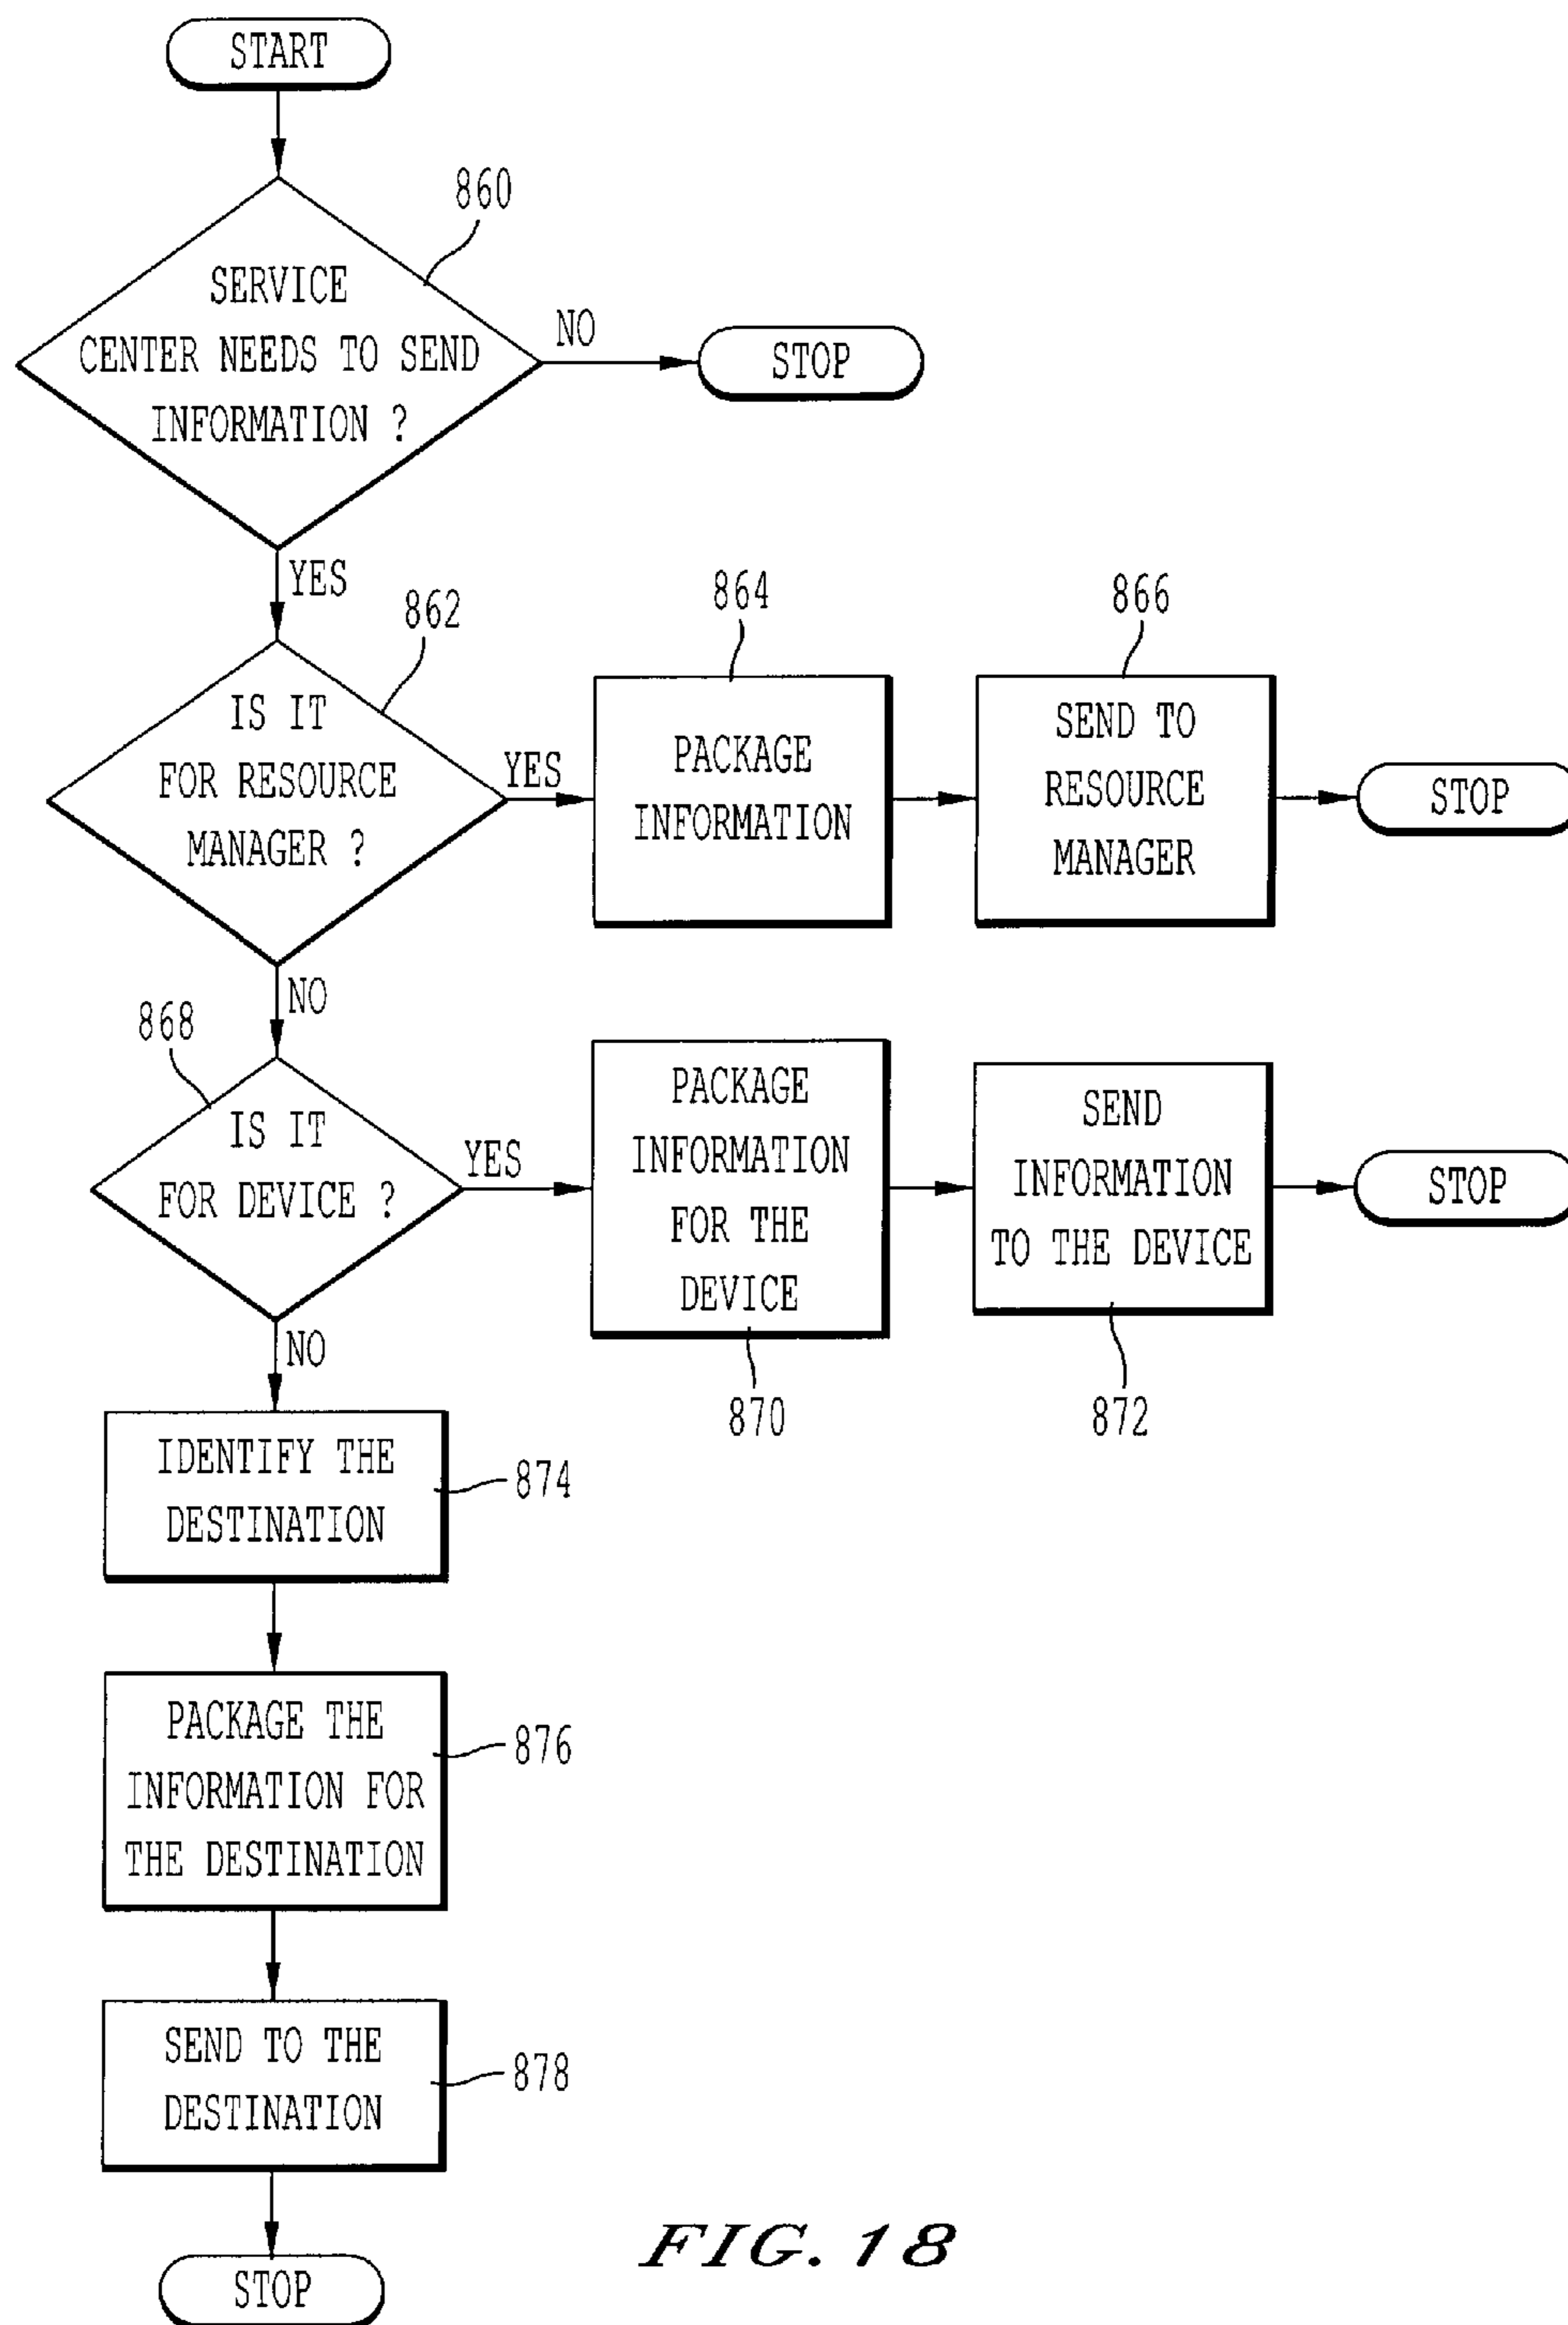 START
860
SERVICE
CENTER NEEDS TO SEND
INFORMATION ?
NO
STOP
YES
862
864
866
IS IT
FOR RESOURCE
MANAGER ?
YES
PACKAGE
INFORMATION
SEND TO
RESOURCE
MANAGER
STOP
NO
868
IS IT
FOR DEVICE ?
YES
PACKAGE
INFORMATION
FOR THE
DEVICE
870
SEND
INFORMATION
TO THE DEVICE
872
STOP
NO
IDENTIFY THE
DESTINATION
874
PACKAGE THE
INFORMATION FOR
THE DESTINATION
876
SEND TO THE
DESTINATION
878
STOP
FIG. 18